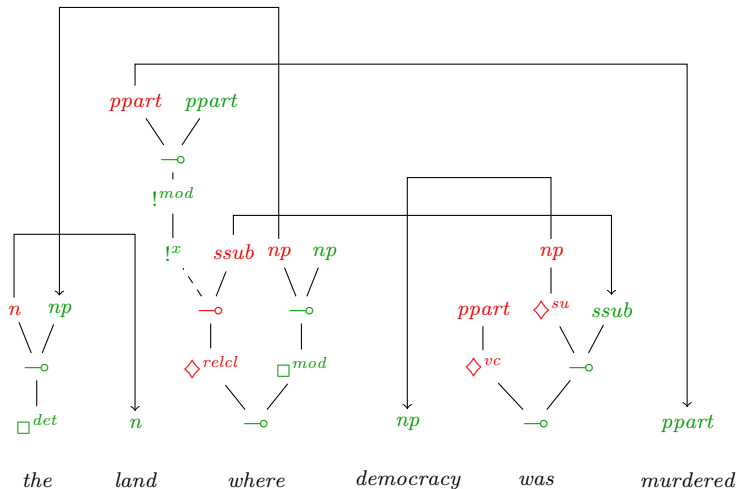 ppart ppart
⊸
!mod
!x ssub np np np
n np ⊸ ⊸ ppart ◇su ssub
⊸ ◇relcl □mod ◇vc ⊸
□det n ⊸ np ⊸ ppart
the land where democracy was murdered